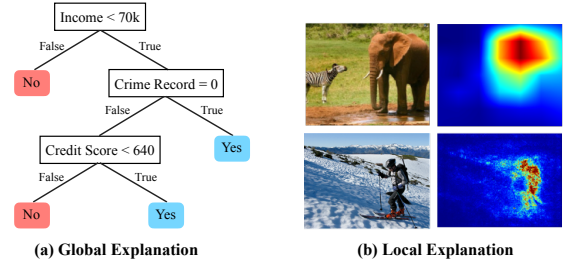 Income < 70k
False
True
No
Crime Record = 0
False
True
Credit Score < 640
Yes
False
True
No
Yes
(a) Global Explanation
(b) Local Explanation